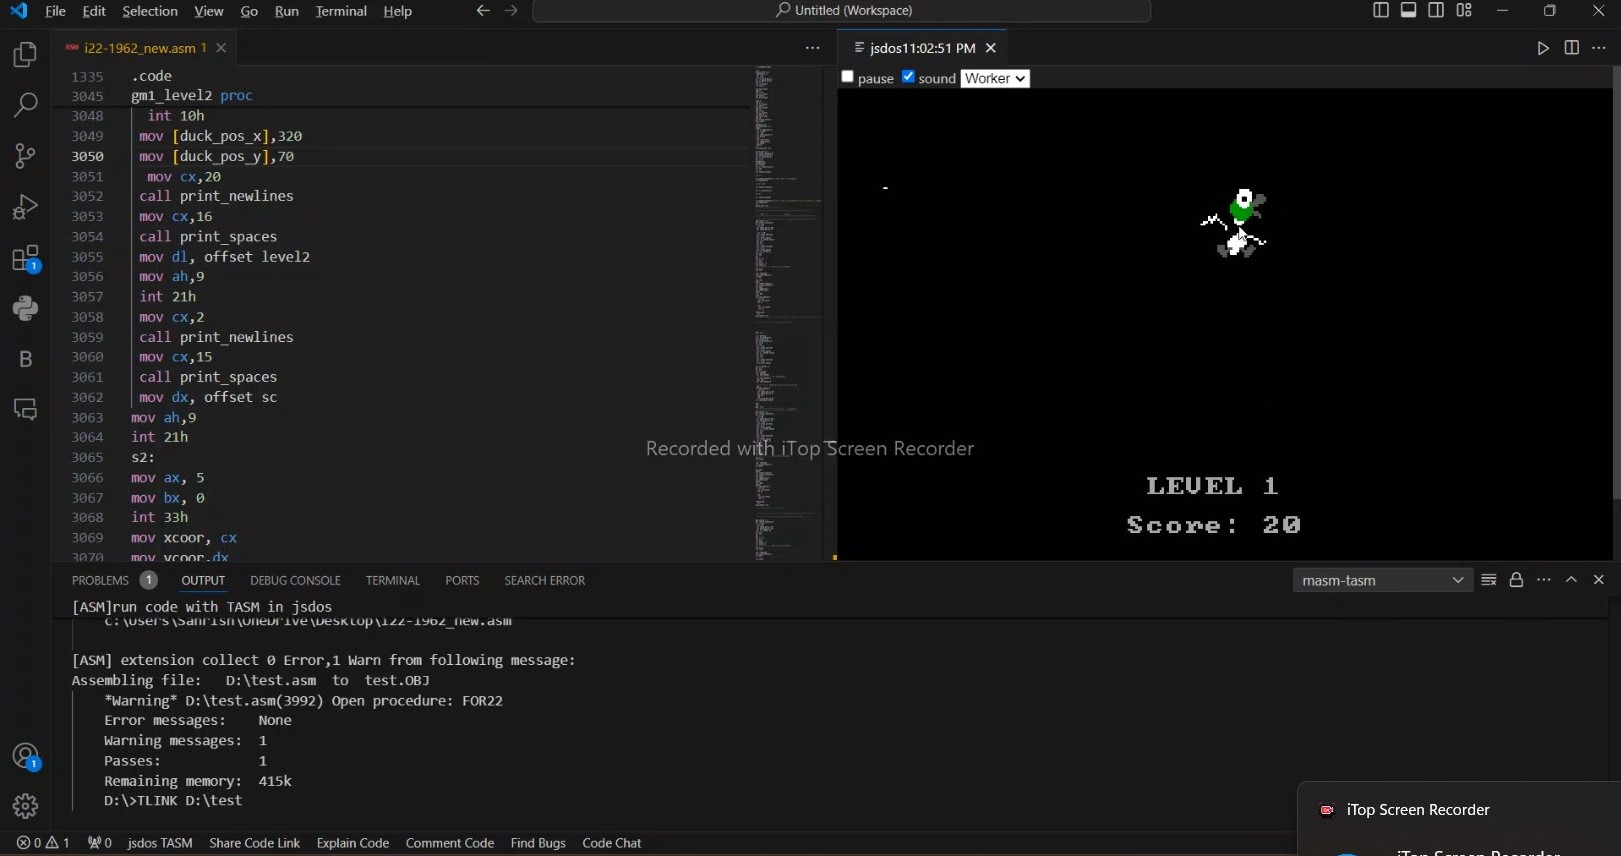 File Edit Selection View Go Run Terminal Help
Untitled (Workspace)
i22-1962_new.asm 1
jsdos11:02:51 PM
pause sound Worker
1335 .code
3045 gm1_level2 proc
3048 int 10h
3049 mov [duck_pos_x],320
3050 mov [duck_pos_y],70
3051 mov cx,20
3052 call print_newlines
3053 mov cx,16
3054 call print_spaces
3055 mov dl, offset level2
3056 mov ah,9
3057 int 21h
3058 mov cx,2
3059 call print_newlines
3060 mov cx,15
3061 call print_spaces
3062 mov dx, offset sc
3063 mov ah,9
3064 int 21h
3065 s2:
3066 mov ax, 5
3067 mov bx, 0
3068 int 33h
3069 mov xcoor, cx
3070 mov ycoor,dx
Recorded with iTop Screen Recorder
LEVEL 1
Score: 20
PROBLEMS 1 OUTPUT DEBUG CONSOLE TERMINAL PORTS SEARCH ERROR
masm-tasm
[ASM]run code with TASM in jsdos
c:\Users\Sahrish\OneDrive\Desktop\i22-1962_new.asm
[ASM] extension collect 0 Error,1 Warn from following message:
Assembling file: D:\test.asm to test.OBJ
*Warning* D:\test.asm(3992) Open procedure: FOR22
Error messages: None
Warning messages: 1
Passes: 1
Remaining memory: 415k
D:\>TLINK D:\test
iTop Screen Recorder
iTop Screen Recorder
0 1 0 jsdos TASM Share Code Link Explain Code Comment Code Find Bugs Code Chat